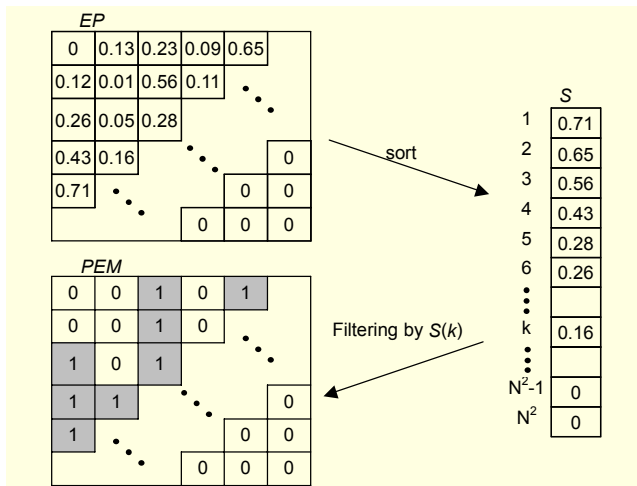 EP
0 0.13 0.23 0.09 0.65
0.12 0.01 0.56 0.11
0.26 0.05 0.28
0.43 0.16 0
0.71 0 0
0 0 0
sort
S
1 0.71
2 0.65
3 0.56
4 0.43
5 0.28
6 0.26
k 0.16
N²-1 0
N² 0
Filtering by S(k)
PEM
0 0 1 0 1
0 0 1 0
1 0 1
1 1 0
1 0 0
0 0 0